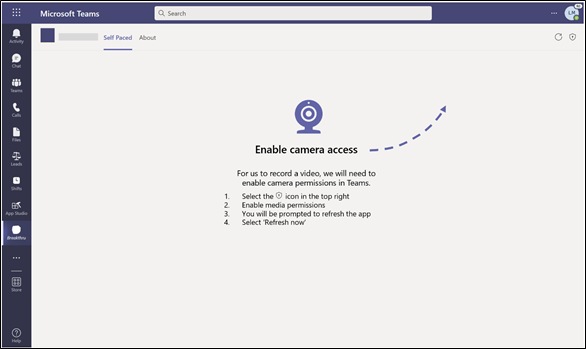 Microsoft Teams
Search
LH
Self Paced
About
Activity
Chat
Teams
Calls
Files
Leads
Shifts
App Studio
Breakthru
Store
Help
Enable camera access
For us to record a video, we will need to
enable camera permissions in Teams.
1. Select the icon in the top right
2. Enable media permissions
3. You will be prompted to refresh the app
4. Select 'Refresh now'